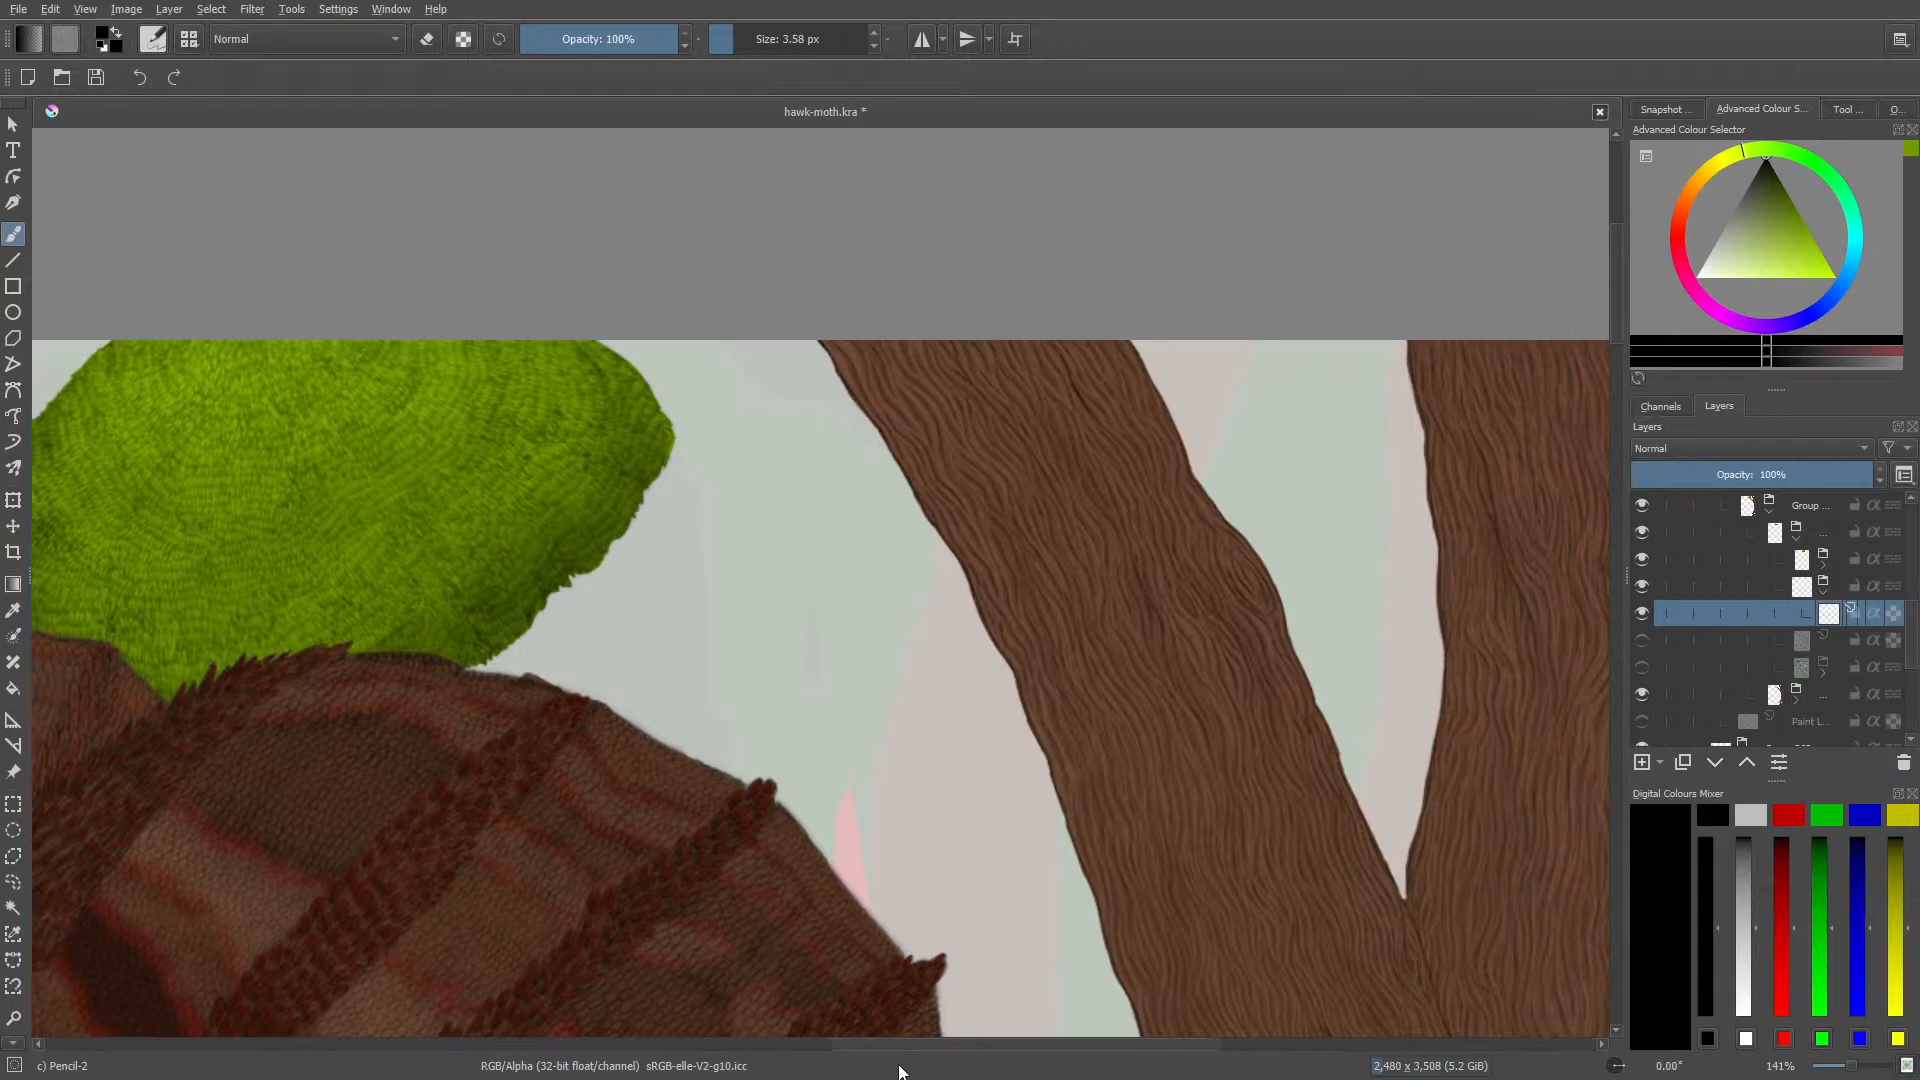 File Edit View Image Layer Select Filter Tools Settings Window Help
Normal Opacity: 100% Size: 3.58 px
hawk-moth.kra *
Snapshot ... Advanced Colour S... Tool ... O...
Advanced Colour Selector
Channels Layers
Layers
Normal
Opacity: 100%
Group ...
...
...
Paint L...
Digital Colours Mixer
c) Pencil-2 RGB/Alpha (32-bit float/channel) sRGB-elle-V2-g10.icc 2,480 x 3,508 (5.2 GiB) 0.00° 141%